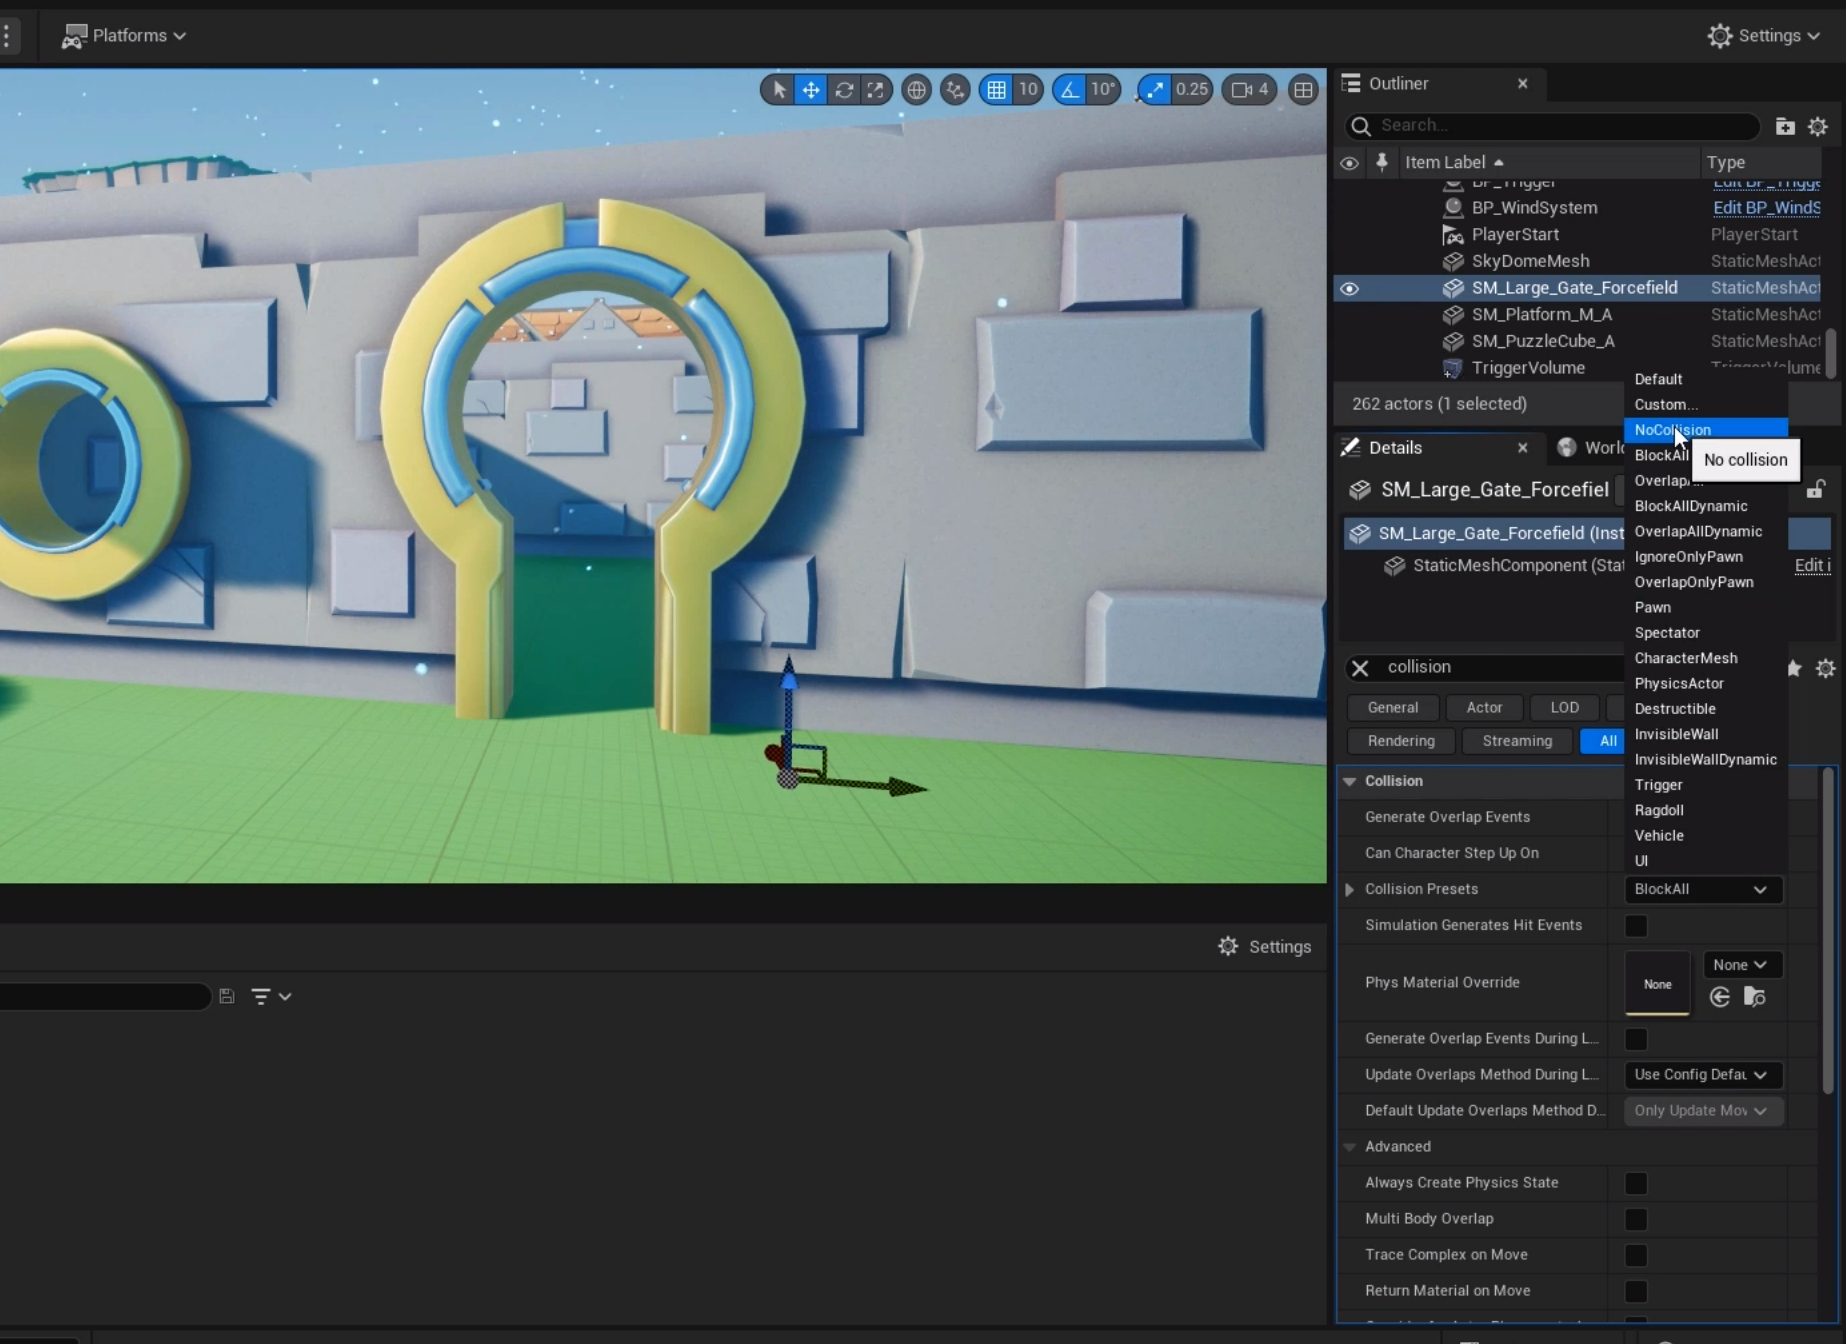 Platforms
Settings
10
10°
0.25
4
Outliner
Search...
Item Label
Type
BP_Trigger
Edit BP_Trigge
BP_WindSystem
Edit BP_WindS
PlayerStart
PlayerStart
SkyDomeMesh
StaticMeshAct
SM_Large_Gate_Forcefield
StaticMeshAct
SM_Platform_M_A
StaticMeshAct
SM_PuzzleCube_A
StaticMeshAct
TriggerVolume
TriggerVolume
262 actors (1 selected)
Default
Custom...
NoCollision
No collision
BlockAll
Overlap
BlockAllDynamic
OverlapAllDynamic
IgnoreOnlyPawn
OverlapOnlyPawn
Pawn
Spectator
CharacterMesh
PhysicsActor
Destructible
InvisibleWall
InvisibleWallDynamic
Trigger
Ragdoll
Vehicle
UI
Details
Worl
SM_Large_Gate_Forcefiel
SM_Large_Gate_Forcefield (Inst
StaticMeshComponent (Stat
Edit i
collision
General
Actor
LOD
Rendering
Streaming
All
Collision
Generate Overlap Events
Can Character Step Up On
Collision Presets
BlockAll
Simulation Generates Hit Events
Phys Material Override
None
None
Generate Overlap Events During L...
Update Overlaps Method During L...
Use Config Defau
Default Update Overlaps Method D...
Only Update Mov
Advanced
Always Create Physics State
Multi Body Overlap
Trace Complex on Move
Return Material on Move
Settings